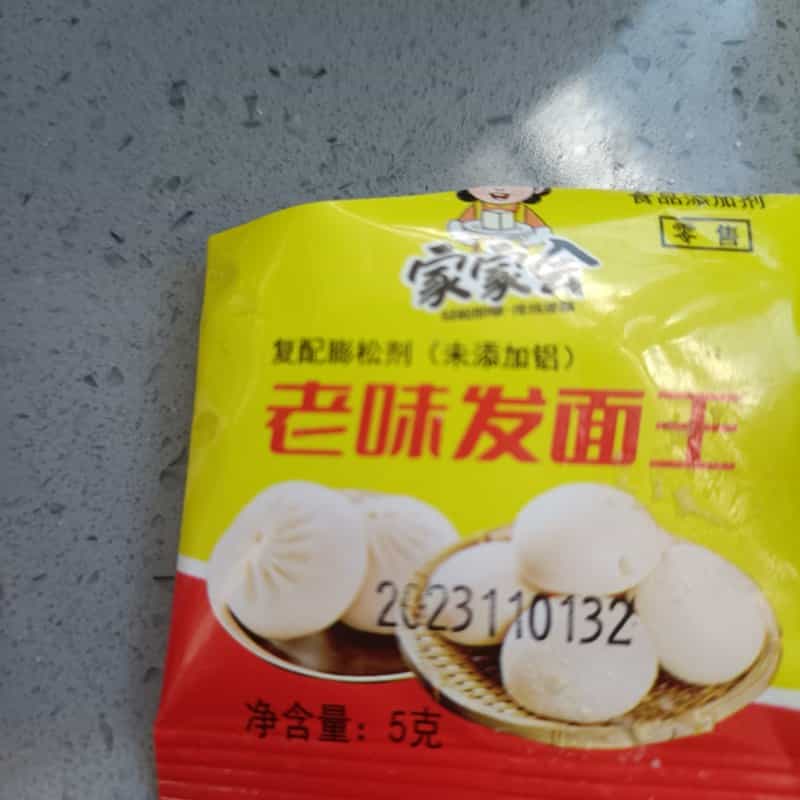 食品添加剂
零售
家家
复配膨松剂（未添加铝）
老味发面王
2023110132
净含量：5克